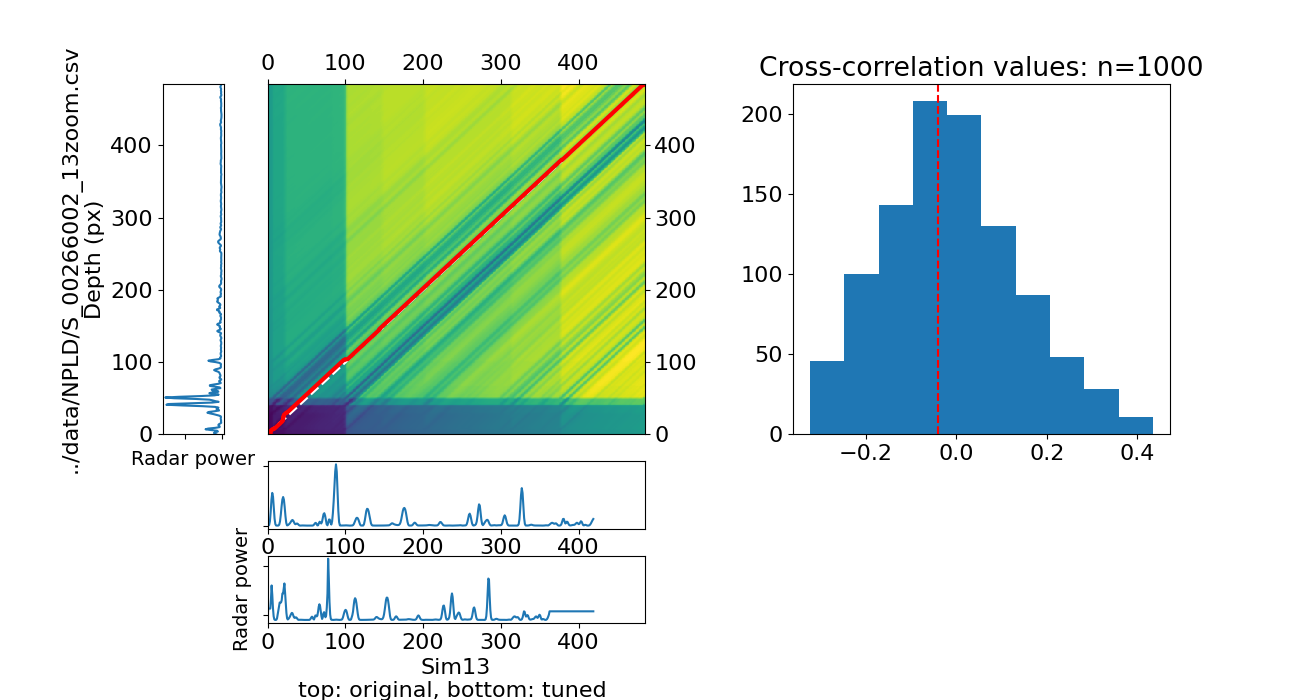 ../data/NPLD/S_00266002_13zoom.csv
Depth (px)
0 100 200 300 400
400
300
200
100
0
400
300
200
100
0
Radar power
0 100 200 300 400
Radar power
0 100 200 300 400
Sim13
top: original, bottom: tuned
Cross-correlation values: n=1000
200
150
100
50
0
−0.2 0.0 0.2 0.4